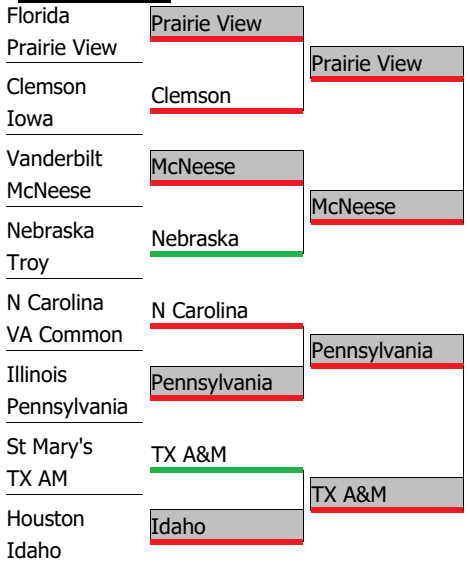 Florida
Prairie View
Clemson
Iowa
Vanderbilt
McNeese
Nebraska
Troy
N Carolina
VA Common
Illinois
Pennsylvania
St Mary's
TX AM
Houston
Idaho
Prairie View
Clemson
McNeese
Nebraska
N Carolina
Pennsylvania
TX A&M
Idaho
Prairie View
McNeese
Pennsylvania
TX A&M